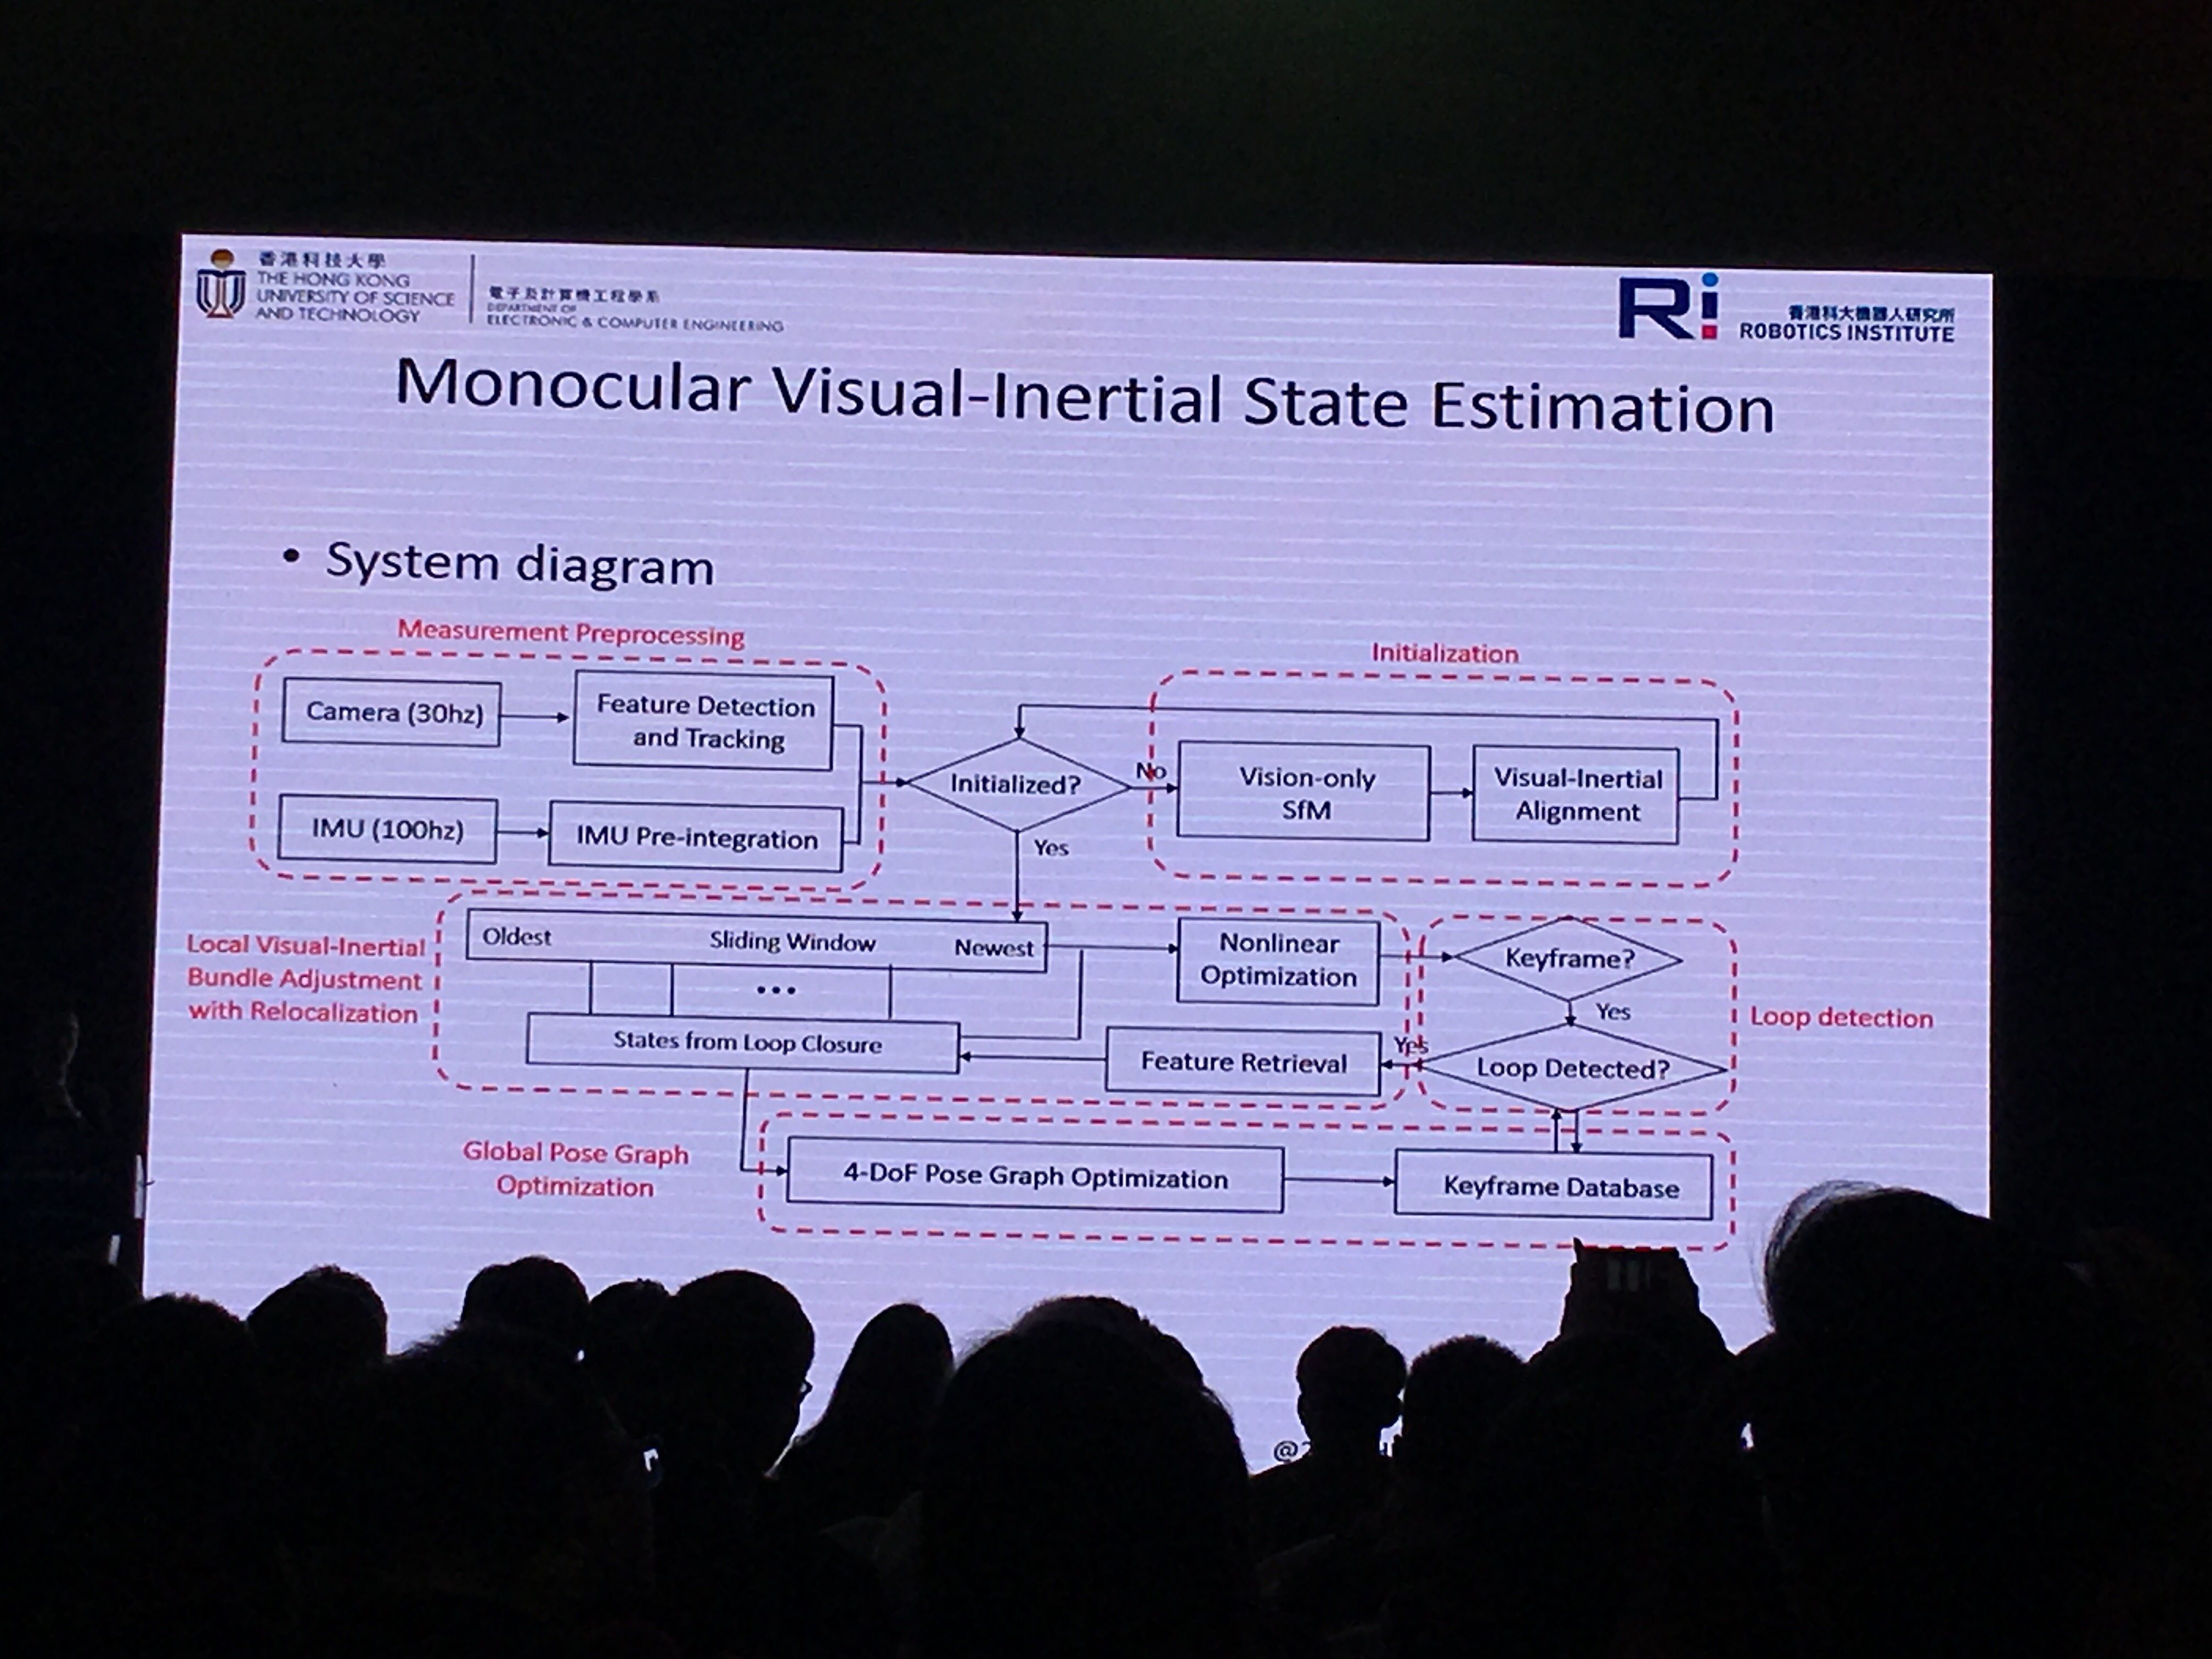 香港科技大學
THE HONG KONG
UNIVERSITY OF SCIENCE
AND TECHNOLOGY
電子及計算機工程學系
DEPARTMENT OF
ELECTRONIC & COMPUTER ENGINEERING
Ri
香港科大機器人研究所
ROBOTICS INSTITUTE
Monocular Visual-Inertial State Estimation
• System diagram
Measurement Preprocessing
Initialization
Camera (30hz)
Feature Detection
and Tracking
IMU (100hz)
IMU Pre-integration
Initialized?
No
Yes
Vision-only
SfM
Visual-Inertial
Alignment
Local Visual-Inertial
Bundle Adjustment
with Relocalization
Oldest
Sliding Window
Newest
...
States from Loop Closure
Nonlinear
Optimization
Feature Retrieval
Keyframe?
Yes
Loop Detected?
Yes
Loop detection
Global Pose Graph
Optimization
4-DoF Pose Graph Optimization
Keyframe Database